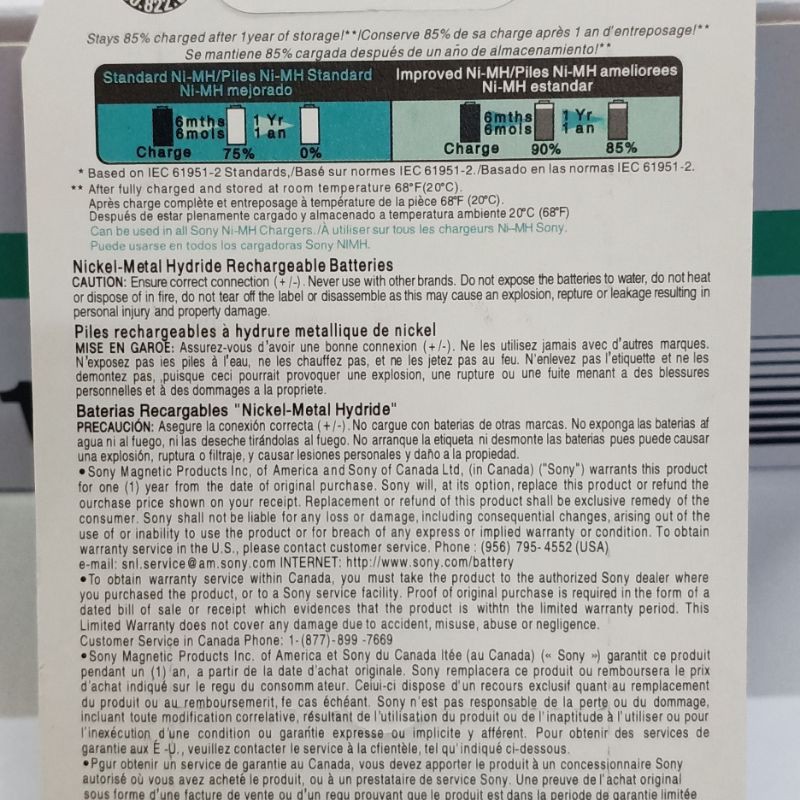 .822.
Stays 85% charged after 1year of storage!**/Conserve 85% de sa charge après 1 an d'entreposage!**
Se mantiene 85% cargada después de un año de almacenamiento!**
Standard Ni-MH/Piles Ni-MH Standard
Ni-MH mejorado
Improved Ni-MH/Piles Ni-MH ameliorees
Ni-MH estandar
6mths 1 Yr
6mois 1 an
Charge 75% 0%
6mths 1 Yr
6mois 1 an
Charge 90% 85%
* Based on IEC 61951-2 Standards,/Basé sur normes IEC 61951-2./Basado en las normas IEC 61951-2.
** After fully charged and stored at room temperature 68°F(20°C).
Après charge complète et entreposage à température de la pièce 68°F (20°C).
Después de estar plenamente cargado y almacenado a temperatura ambiente 20°C (68°F)
Can be used in all Sony Ni-MH Chargers./À utiliser sur tous les chargeurs Ni-MH Sony.
Puede usarse en todos los cargadoras Sony NIMH.
Nickel-Metal Hydride Rechargeable Batteries
CAUTION: Ensure correct connection (+/-). Never use with other brands. Do not expose the batteries to water, do not heat
or dispose of in fire, do not tear off the label or disassemble as this may cause an explosion, repture or leakage resulting in
personal injury and property damage.
Piles rechargeables à hydrure metallique de nickel
MISE EN GAROE: Assurez-vous d'avoir une bonne connexion (+/-). Ne les utilisez jamais avec d'autres marques.
N'exposez pas ies piles à l'eau, ne les chauffez pas, et ne les jetez pas au feu. N'enlevez pas l'etiquette et ne les
demontez pas, ,puisque ceci pourrait provoquer une explosion, une rupture ou une fuite menant a des blessures
personnelles et à des dommages a la propriete.
Baterias Recargables "Nickel-Metal Hydride"
PRECAUCIÓN: Asegure la conexión correcta (+/-). No cargue con baterias de otras marcas. No exponga las baterias af
agua ni al fuego, ni las deseche tirándolas al fuego. No arranque la etiqueta ni desmonte las baterias pues puede causar
una explosión, ruptura o filtraje, y causar lesiones personales y daño a la propiedad.
•Sony Magnetic Products Inc, of America and Sony of Canada Ltd, (in Canada) ("Sony") warrants this product
for one (1) year from the date of original purchase. Sony will, at its option, replace this product or refund the
ourchase price shown on your receipt. Replacement or refund of this product shall be exclusive remedy of the
consumer. Sony shall not be liable for any loss or damage, including consequential changes, arising out of the
use of or inability to use the product or for breach of any express or implied warranty or condition. To obtain
warranty service in the U.S., please contact customer service. Phone : (956) 795- 4552 (USA)
e-mail: snl.service@am.sony.com INTERNET: http://www.sony.com/battery
•To obtain warranty service within Canada, you must take the product to the authorized Sony dealer where
you purchased the product, or to a Sony service facility. Proof of original purchase is required in the form of a
dated bill of sale or receipt which evidences that the product is withtn the limited warranty period. This
Limited Warranty does not cover any damage due to accident, misuse, abuse or negligence.
Customer Service in Canada Phone: 1-(877)-899 -7669
•Sony Magnetic Products Inc. of America et Sony du Canada ltée (au Canada) (« Sony ») garantit ce produit
pendant un (1) an, a partir de la date d'achat originale. Sony remplacera ce produit ou remboursera le prix
d'achat indiqué sur le regu du consommateur. Ceiui-ci dispose d'un recours exclusif quant au remplacement
du produit ou au remboursemerit, fe cas échéant. Sony n'est pas responsable de la perte ou du dommage,
incluant toute modification correlative, résultant de l'utilisation du produit ou de l'inaptitude à l'utiliser ou pour
l'inexécution d'une condition ou garantie expresse ou implicite y afférent. Pour obtenir des services de
garantie aux É -U., veuillez contacter le service à la cfientèle, tel qu'indiqué ci-dessous.
•Pgur obtenir un service de garantie au Canada, vous devez apporter le produit à un concessionnaire Sony
autorisé où vous avez acheté le produit, ou à un prestataire de service Sony. Une preuve de l'achat original
sous forme d'une facture de vente ou d'un reçu prouvant que le produit est dans la periode de garantie limitée